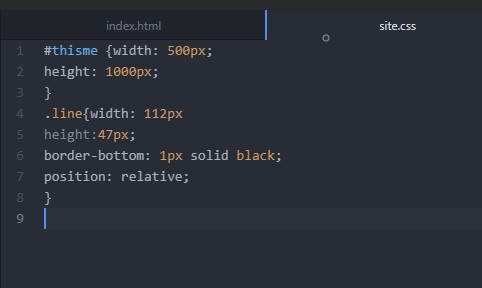 index.html site.css
1 #thisme {width: 500px;
2 height: 1000px;
3 }
4 .line{width: 112px
5 height:47px;
6 border-bottom: 1px solid black;
7 position: relative;
8 }
9